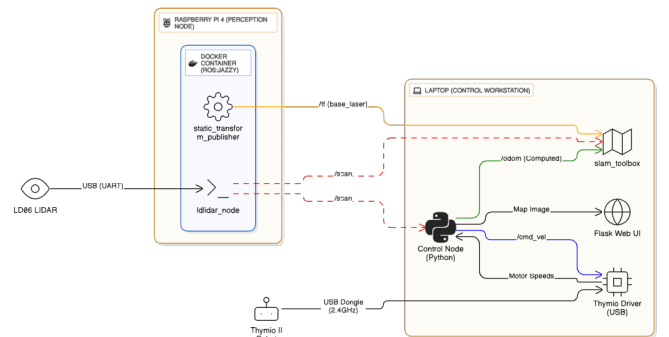 RASPBERRY PI 4 (PERCEPTION
NODE)
DOCKER
CONTAINER
(ROS:JAZZY)
LAPTOP (CONTROL WORKSTATION)
static_transfor
m_publisher
/tf (base_laser)
/odom (Computed)
slam_toolbox
/scan
USB (UART)
LD06 LIDAR
ldlidar_node
/scan
Map Image
Flask Web UI
Control Node
(Python)
/cmd_vel
Motor Speeds
Thymio Driver
(USB)
USB Dongle
(2.4GHz)
Thymio II